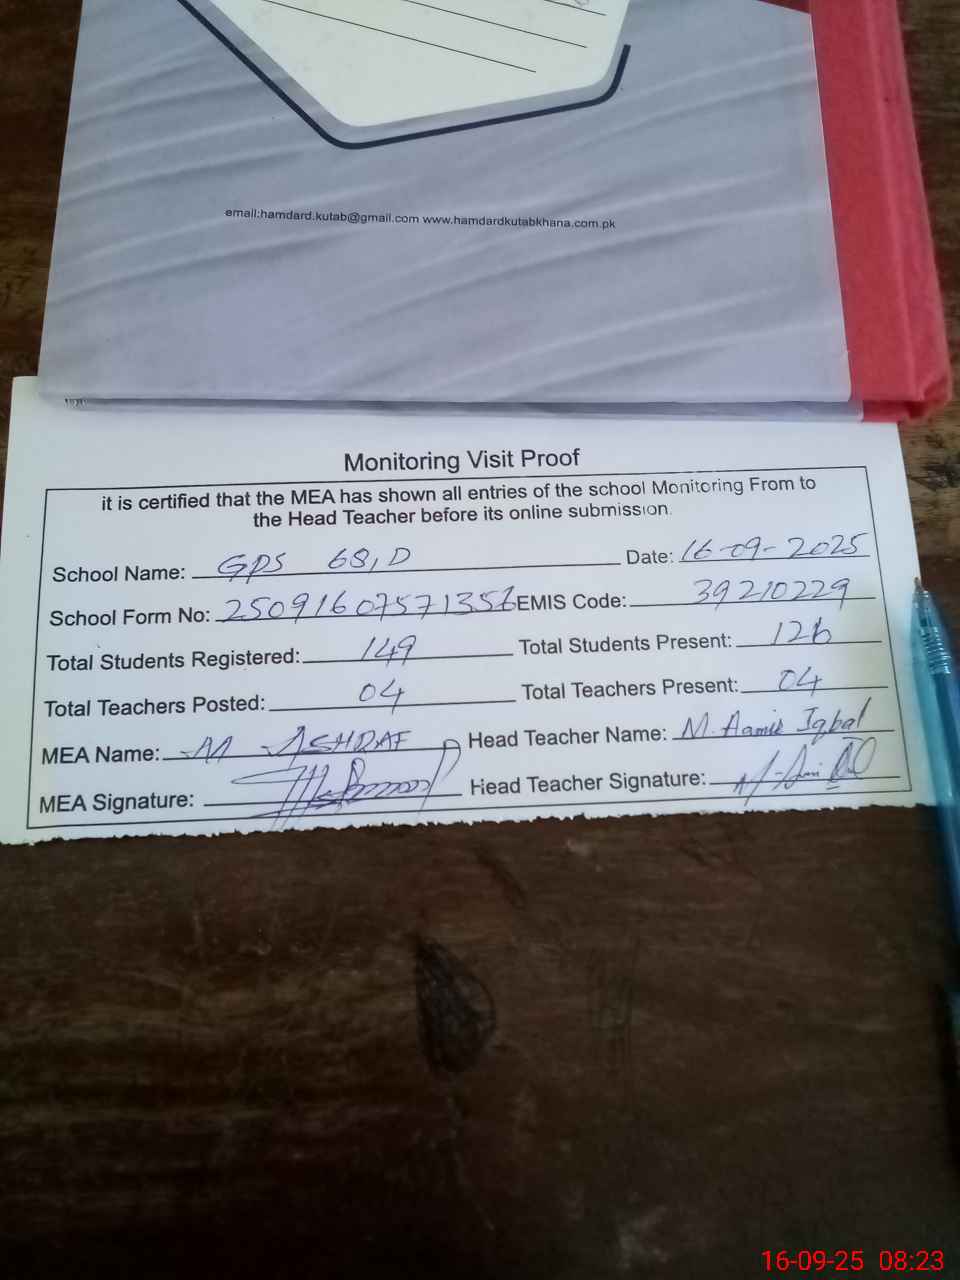 email:hamdard.kutab@gmail.com www.hamdardkutabkhana.com.pk
Monitoring Visit Proof
it is certified that the MEA has shown all entries of the school Monitoring From to
the Head Teacher before its online submission.
School Name: GPS 68,D Date: 16-09-2025
School Form No: EMIS Code: 39210229
Total Students Registered: 149 Total Students Present: 126
Total Teachers Posted: 04 Total Teachers Present: 04
MEA Name: M ASHRAF Head Teacher Name: M. Aamir Iqbal
MEA Signature: Head Teacher Signature:
16-09-25 08:23